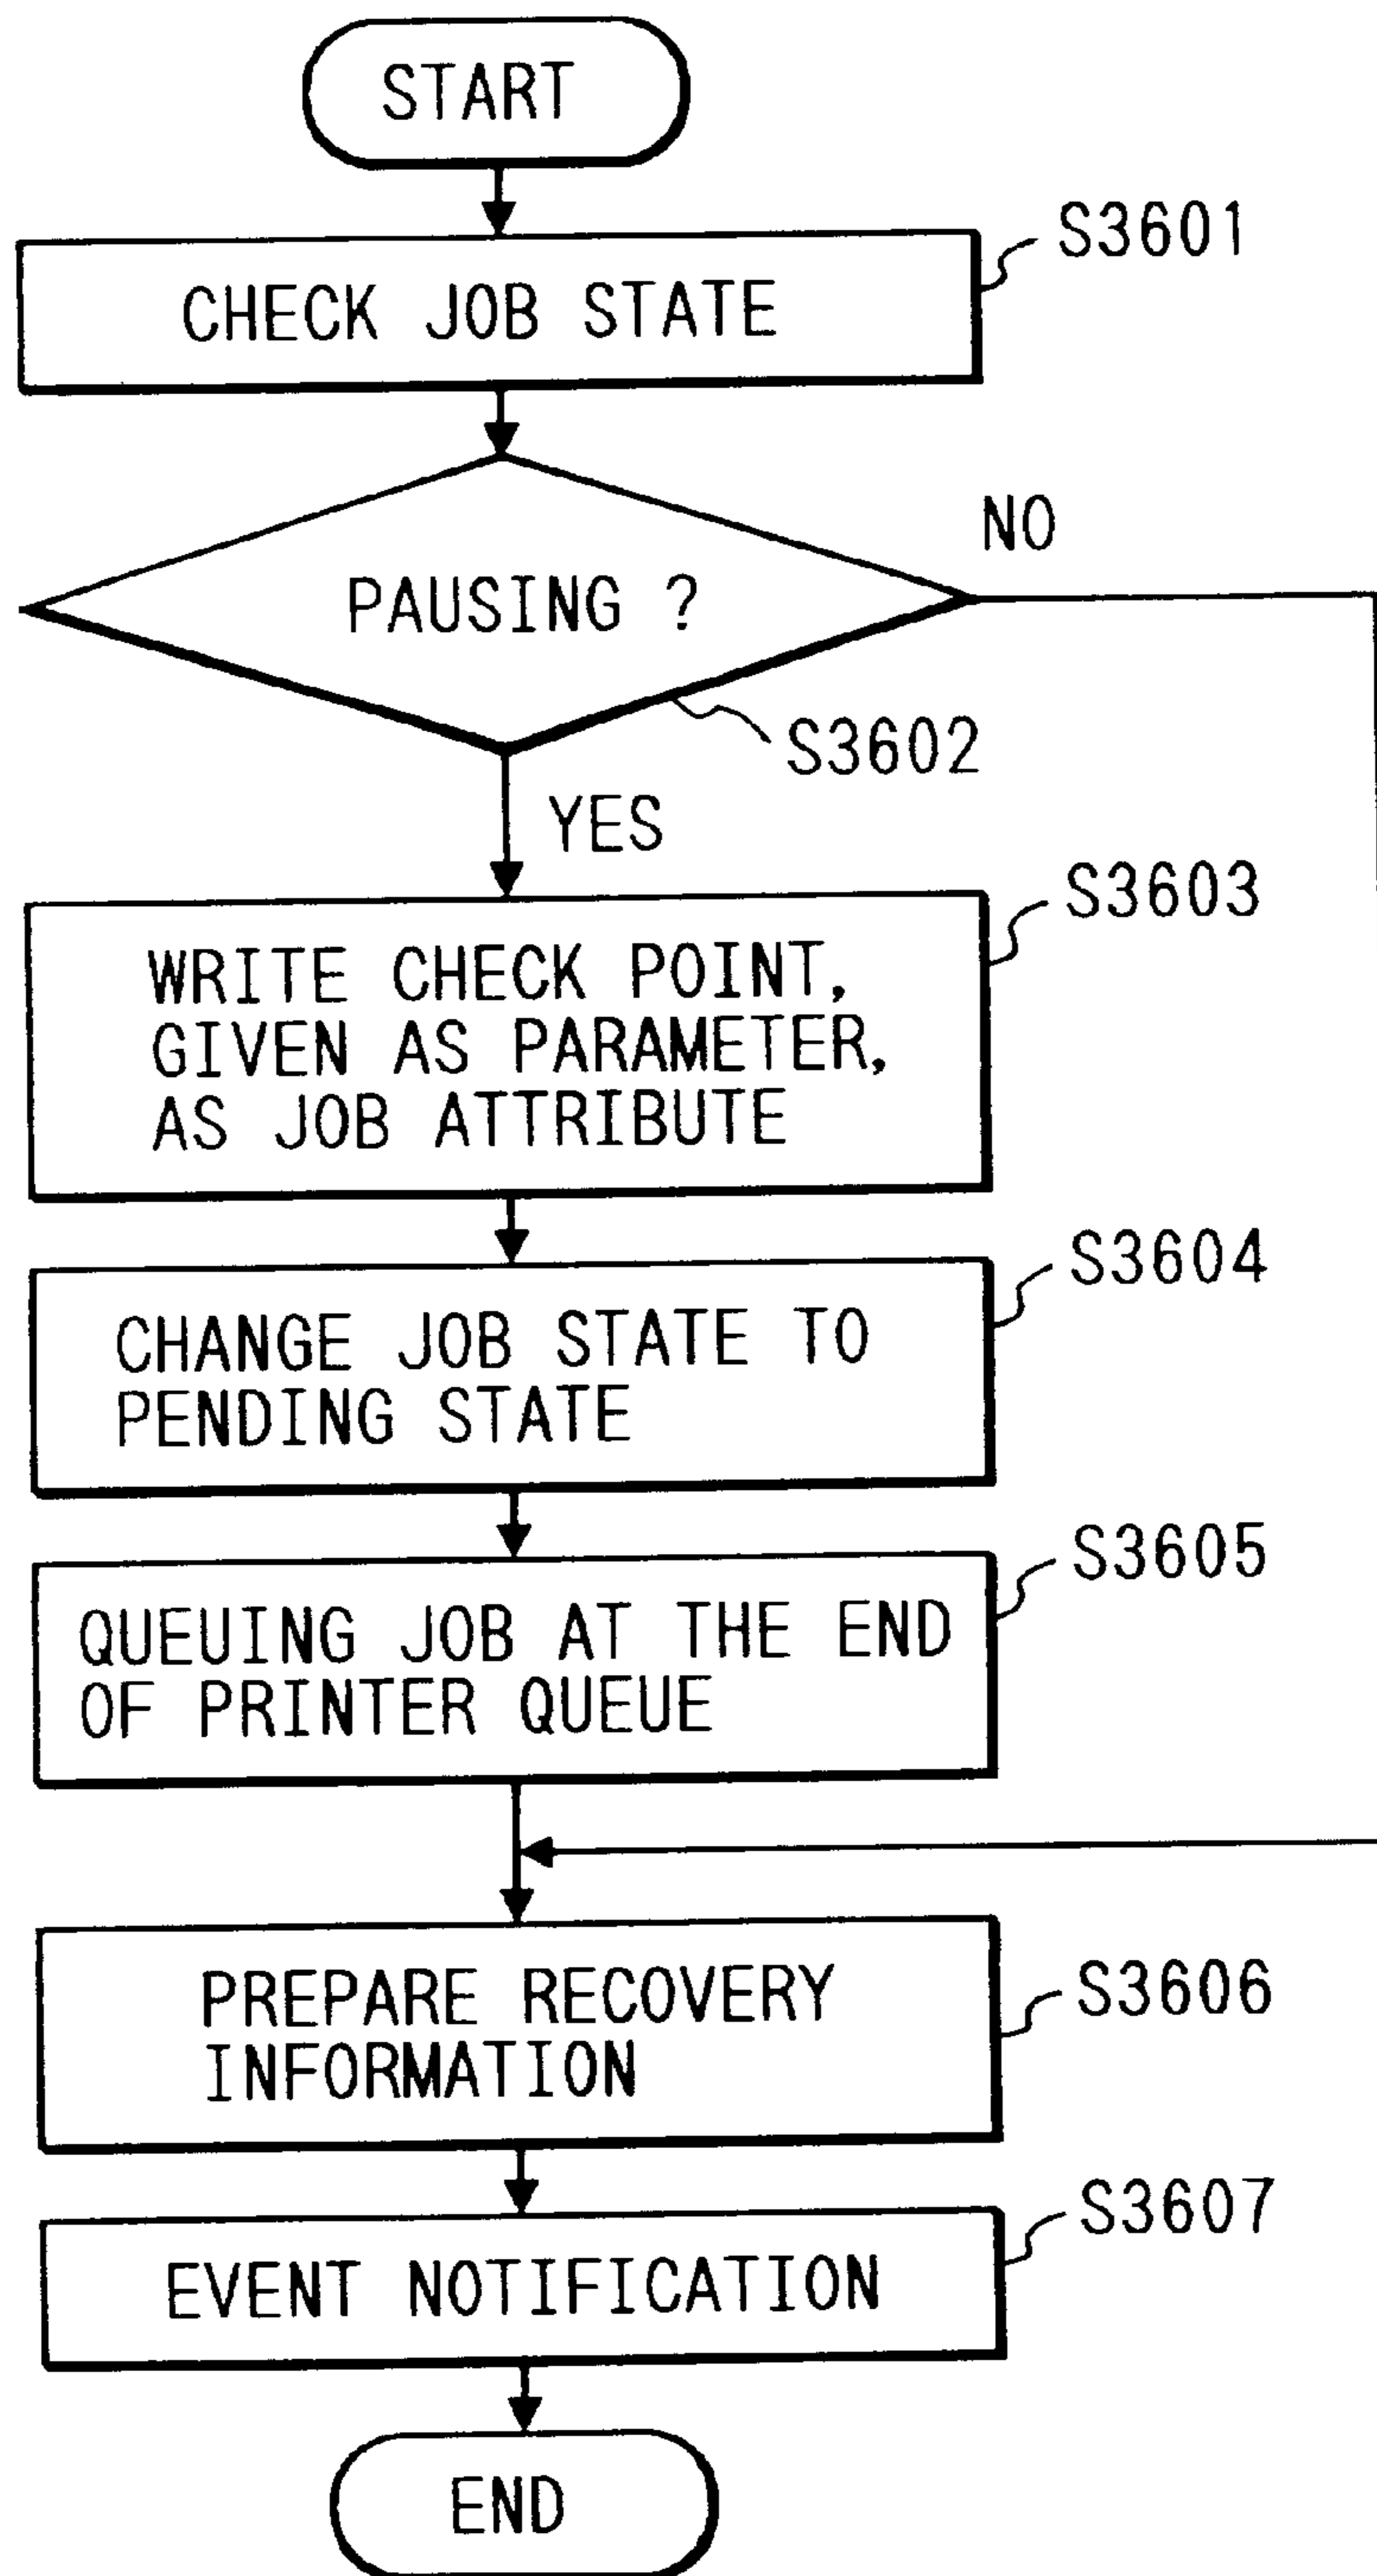 START
S3601
CHECK JOB STATE
NO
PAUSING ?
S3602
YES
S3603
WRITE CHECK POINT,
GIVEN AS PARAMETER,
AS JOB ATTRIBUTE
S3604
CHANGE JOB STATE TO
PENDING STATE
S3605
QUEUING JOB AT THE END
OF PRINTER QUEUE
S3606
PREPARE RECOVERY
INFORMATION
S3607
EVENT NOTIFICATION
END